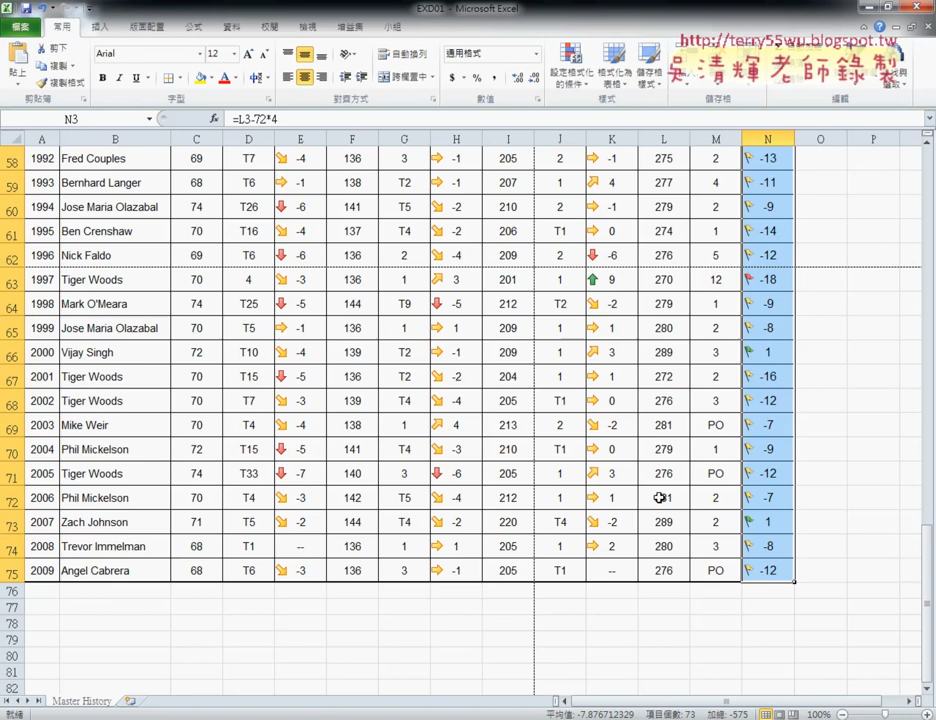 EXD01 - Microsoft Excel
檔案 常用 插入 版面配置 公式 資料 校閱 檢視 增益集 小組
http://terry55wu.blogspot.tw
吳清輝老師錄製
剪下 Arial 12 自動換列 通用格式
貼上 複製 設定格式化的條件 格式化為表格 儲存格樣式
複製格式 B I U A 跨欄置中 $ % ,
剪貼簿 字型 對齊方式 數值 樣式 儲存格 編輯
N3 fx =L3-72*4
A B C D E F G H I J K L M N O P
58 1992 Fred Couples 69 T7 -4 136 3 -1 205 2 -1 275 2 -13
59 1993 Bernhard Langer 68 T6 -1 138 T2 -1 207 1 4 277 4 -11
60 1994 Jose Maria Olazabal 74 T26 -6 141 T5 -2 210 2 -1 279 2 -9
61 1995 Ben Crenshaw 70 T16 -4 137 T4 -2 206 T1 0 274 1 -14
62 1996 Nick Faldo 69 T6 -6 136 2 -4 209 2 -6 276 5 -12
63 1997 Tiger Woods 70 4 -3 136 1 3 201 1 9 270 12 -18
64 1998 Mark O'Meara 74 T25 -5 144 T9 -5 212 T2 -2 279 1 -9
65 1999 Jose Maria Olazabal 70 T5 -1 136 1 1 209 1 1 280 2 -8
66 2000 Vijay Singh 72 T10 -4 139 T2 -1 209 1 3 289 3 1
67 2001 Tiger Woods 70 T15 -5 136 T2 -2 204 1 1 272 2 -16
68 2002 Tiger Woods 70 T7 -3 136 T4 -4 205 T1 0 276 3 -12
69 2003 Mike Weir 70 T4 -4 138 1 4 213 2 -2 281 PO -7
70 2004 Phil Mickelson 72 T15 -5 140 T4 -3 210 T1 0 279 1 -9
71 2005 Tiger Woods 74 T33 -7 140 3 -6 205 1 3 276 PO -12
72 2006 Phil Mickelson 70 T4 -3 142 T5 -4 212 1 1 2 -7
73 2007 Zach Johnson 71 T5 -2 144 T4 -2 220 T4 -2 289 2 1
74 2008 Trevor Immelman 68 T1 -- 136 1 1 205 1 2 280 3 -8
75 2009 Angel Cabrera 68 T6 -3 136 3 -1 205 T1 -- 276 PO -12
76
77
78
79
80
81
82
Master History
就緒 平均值: -7.876712329 項目個數: 73 加總: -575 100%